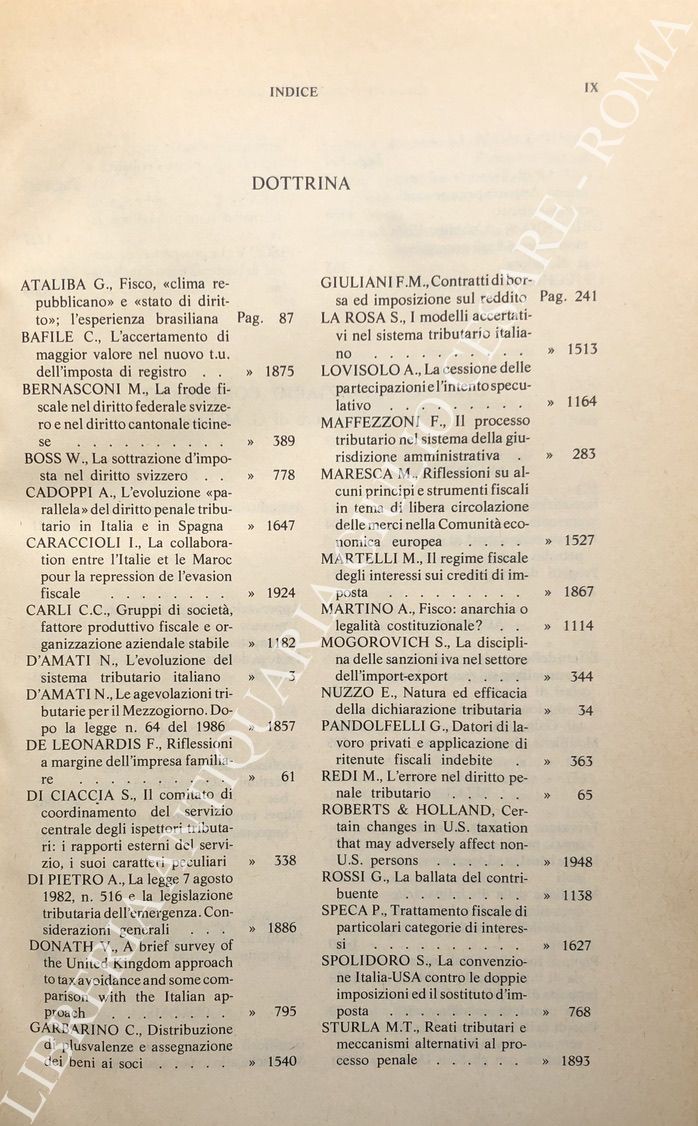 INDICE
IX
DOTTRINA
ATALIBA G., Fisco, «clima re-
pubblicano» e «stato di dirit-
to»; l'esperienza brasiliana Pag. 87
BAFILE C., L'accertamento di
maggior valore nel nuovo t.u.
dell'imposta di registro . . » 1875
BERNASCONI M., La frode fi-
scale nel diritto federale svizze-
ro e nel diritto cantonale ticine-
se . . . . . . . . . . » 389
BOSS W., La sottrazione d'impo-
sta nel diritto svizzero . . » 778
CADOPPI A., L'evoluzione «pa-
rallela» del diritto penale tribu-
tario in Italia e in Spagna » 1647
CARACCIOLI I., La collabora-
tion entre l'Italie et le Maroc
pour la repression de l'evasion
fiscale . . . . . . . . » 1924
CARLI C.C., Gruppi di società,
fattore produttivo fiscale e or-
ganizzazione aziendale stabile » 1182
D'AMATI N., L'evoluzione del
sistema tributario italiano » 3
D'AMATI N., Le agevolazioni tri-
butarie per il Mezzogiorno. Do-
po la legge n. 64 del 1986 » 1857
DE LEONARDIS F., Riflessioni
a margine dell'impresa familia-
re . . . . . . . . . . » 61
DI CIACCIA S., Il comitato di
coordinamento del servizio
centrale degli ispettori tributa-
ri: i rapporti esterni del servi-
zio, i suoi caratteri peculiari » 338
DI PIETRO A., La legge 7 agosto
1982, n. 516 e la legislazione
tributaria dell'emergenza. Con-
siderazioni generali . . . » 1886
DONATH V., A brief survey of
the United Kingdom approach
to tax avoidance and some com-
parison with the Italian ap-
proach . . . . . . . . » 795
GARBARINO C., Distribuzione
di plusvalenze e assegnazione
dei beni ai soci . . . . . » 1540
GIULIANI F.M., Contratti di bor-
sa ed imposizione sul reddito Pag. 241
LA ROSA S., I modelli accertati-
vi nel sistema tributario italia-
no . . . . . . . . . . » 1513
LOVISOLO A., La cessione delle
partecipazioni e l'intento specu-
lativo . . . . . . . . . » 1164
MAFFEZZONI F., Il processo
tributario nel sistema della giu-
risdizione amministrativa . » 283
MARESCA M., Riflessioni su al-
cuni principi e strumenti fiscali
in tema di libera circolazione
delle merci nella Comunità eco-
nomica europea . . . . » 1527
MARTELLI M., Il regime fiscale
degli interessi sui crediti di im-
posta . . . . . . . . . » 1867
MARTINO A., Fisco: anarchia o
legalità costituzionale? . . » 1114
MOGOROVICH S., La discipli-
na delle sanzioni iva nel settore
dell'import-export . . . . » 344
NUZZO E., Natura ed efficacia
della dichiarazione tributaria » 34
PANDOLFELLI G., Datori di la-
voro privati e applicazione di
ritenute fiscali indebite . » 363
REDI M., L'errore nel diritto pe-
nale tributario . . . . . » 65
ROBERTS & HOLLAND, Cer-
tain changes in U.S. taxation
that may adversely affect non-
U.S. persons . . . . . . » 1948
ROSSI G., La ballata del contri-
buente . . . . . . . . » 1138
SPECA P., Trattamento fiscale di
particolari categorie di interes-
si . . . . . . . . . . » 1627
SPOLIDORO S., La convenzio-
ne Italia-USA contro le doppie
imposizioni ed il sostituto d'im-
posta . . . . . . . . . » 768
STURLA M.T., Reati tributari e
meccanismi alternativi al pro-
cesso penale . . . . . . » 1893